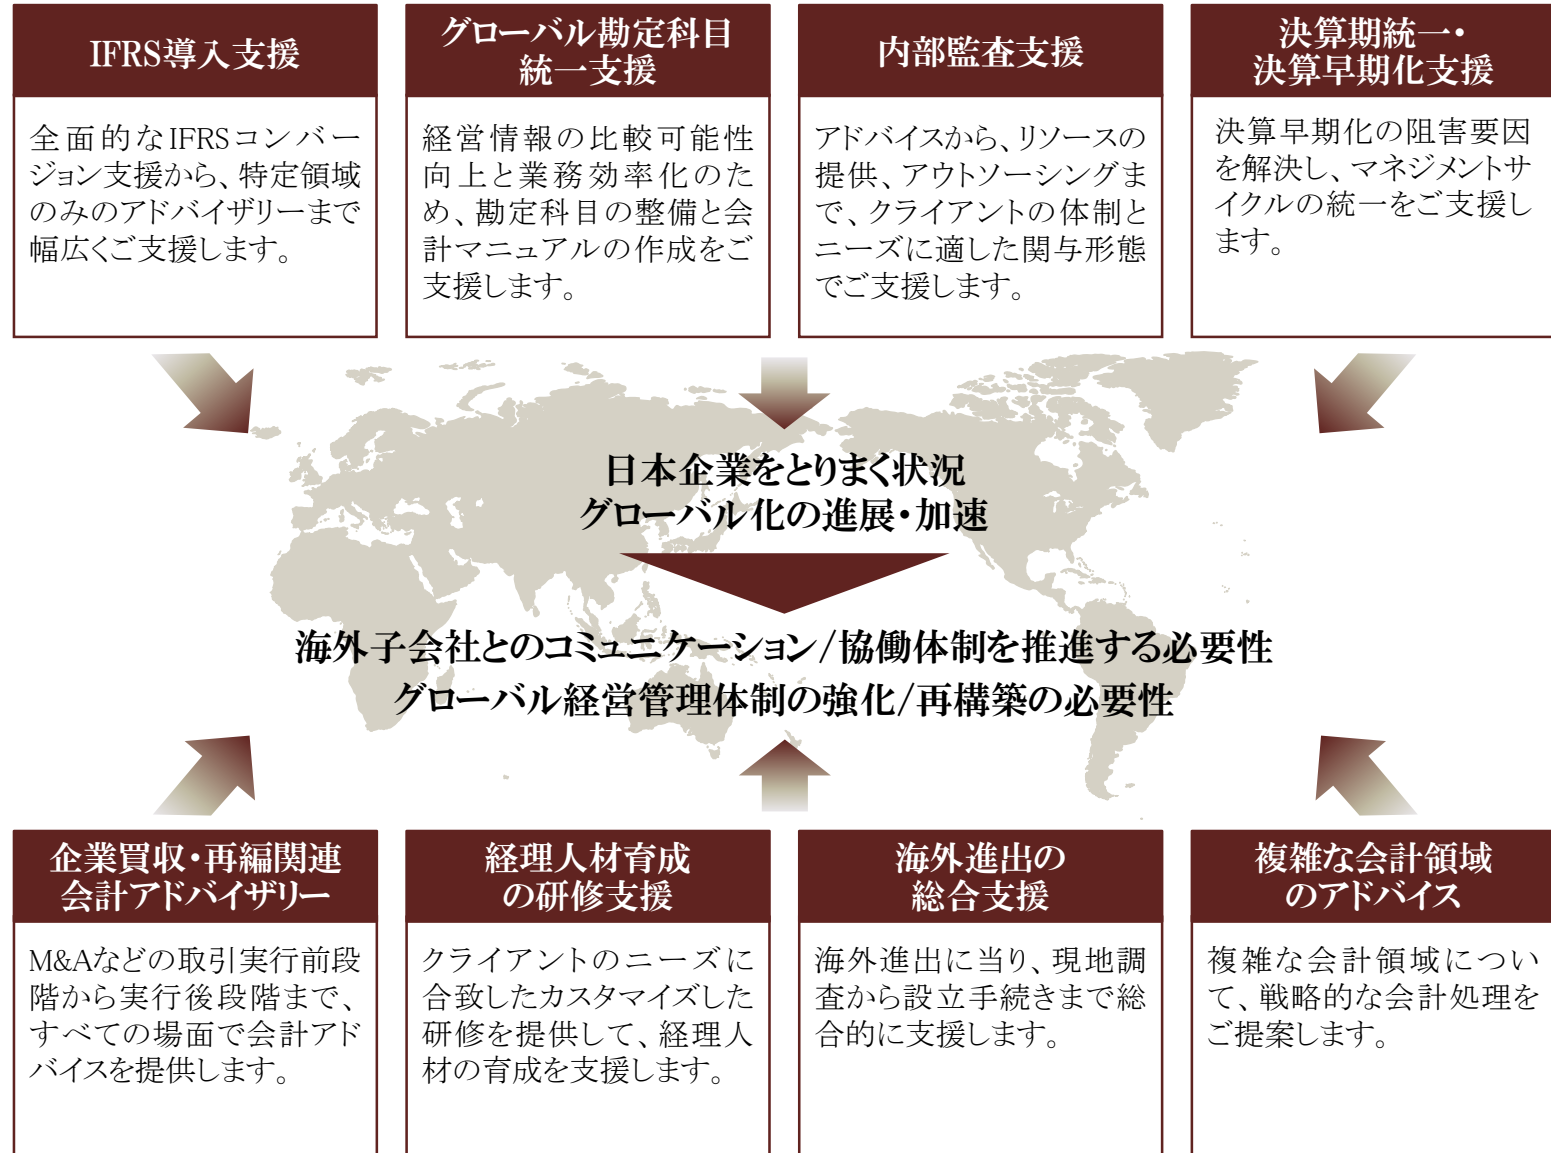 IFRS導入支援
全面的なIFRSコンバー
ジョン支援から、特定領域
のみのアドバイザリーまで
幅広くご支援します。
グローバル勘定科目
統一支援
経営情報の比較可能性
向上と業務効率化のた
め、勘定科目の整備と会
計マニュアルの作成をご
支援します。
内部監査支援
アドバイスから、リソースの
提供、アウトソーシングま
で、クライアントの体制と
ニーズに適した関与形態
でご支援します。
決算期統一・
決算早期化支援
決算早期化の阻害要因
を解決し、マネジメントサ
イクルの統一をご支援し
ます。
日本企業をとりまく状況
グローバル化の進展・加速
海外子会社とのコミュニケーション/協働体制を推進する必要性
グローバル経営管理体制の強化/再構築の必要性
企業買収・再編関連
会計アドバイザリー
M&Aなどの取引実行前段
階から実行後段階まで、
すべての場面で会計アド
バイスを提供します。
経理人材育成
の研修支援
クライアントのニーズに
合致したカスタマイズした
研修を提供して、経理人
材の育成を支援します。
海外進出の
総合支援
海外進出に当り、現地調
査から設立手続きまで総
合的に支援します。
複雑な会計領域
のアドバイス
複雑な会計領域につい
て、戦略的な会計処理を
ご提案します。